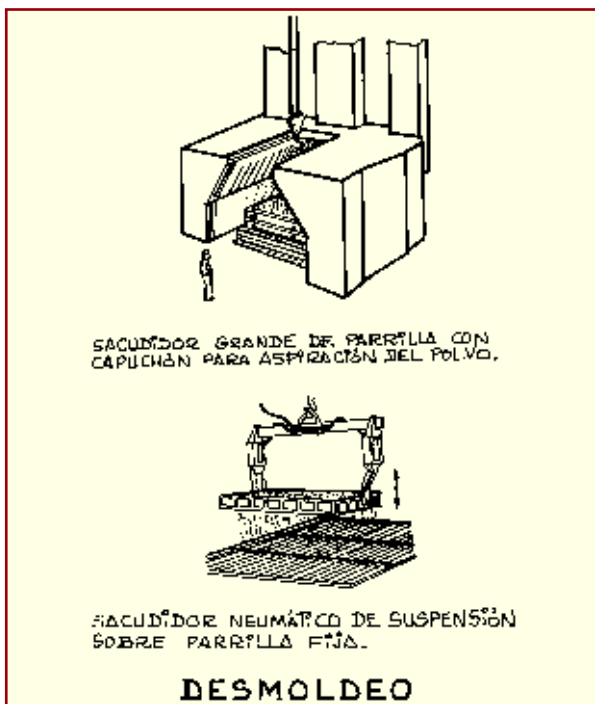 SACUDIDOR GRANDE DE PARRILLA CON
CAPUCHÓN PARA ASPIRACIÓN DEL POLVO.
SACUDIDOR NEUMÁTICO DE SUSPENSIÓN
SOBRE PARRILLA FIJA.
DESMOLDEO